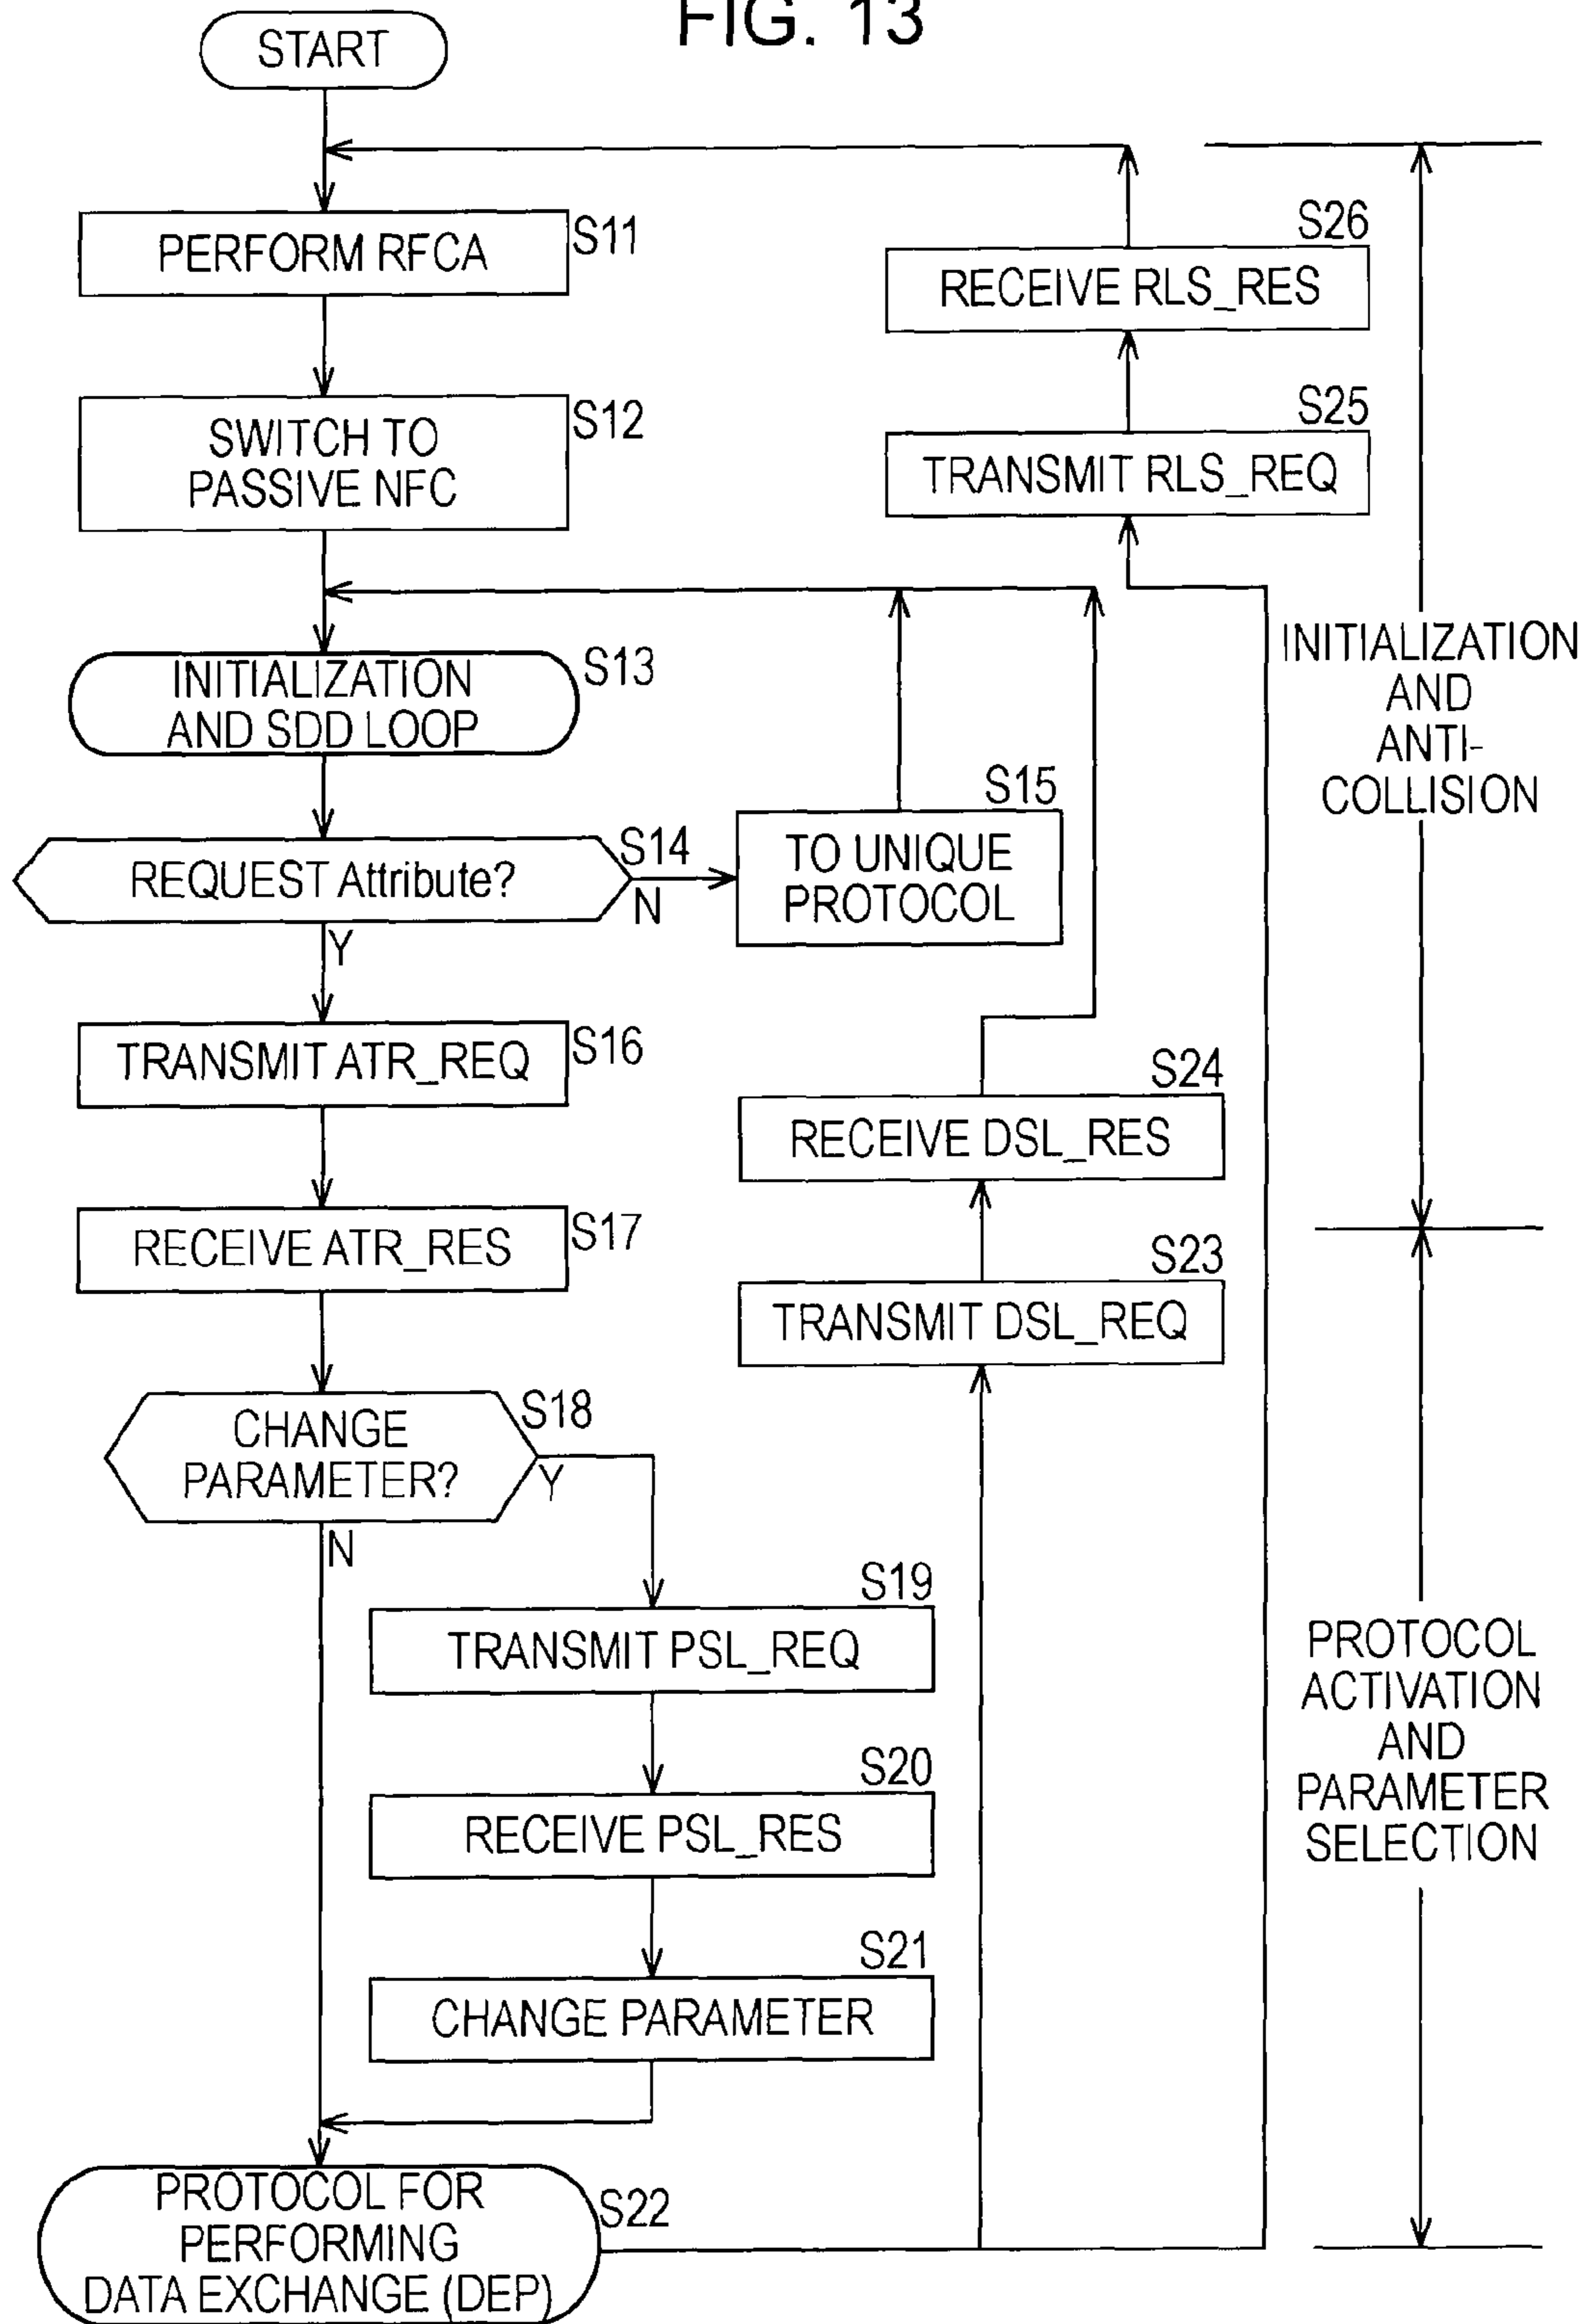 FIG. 13
START
PERFORM RFCA
S11
SWITCH TO
PASSIVE NFC
S12
INITIALIZATION
AND SDD LOOP
S13
REQUEST Attribute?
S14
N
Y
TO UNIQUE
PROTOCOL
S15
TRANSMIT ATR_REQ
S16
RECEIVE ATR_RES
S17
CHANGE
PARAMETER?
S18
Y
N
S19
TRANSMIT PSL_REQ
S20
RECEIVE PSL_RES
S21
CHANGE PARAMETER
PROTOCOL FOR
PERFORMING
DATA EXCHANGE (DEP)
S22
S23
TRANSMIT DSL_REQ
S24
RECEIVE DSL_RES
S25
TRANSMIT RLS_REQ
S26
RECEIVE RLS_RES
INITIALIZATION
AND
ANTI-
COLLISION
PROTOCOL
ACTIVATION
AND
PARAMETER
SELECTION